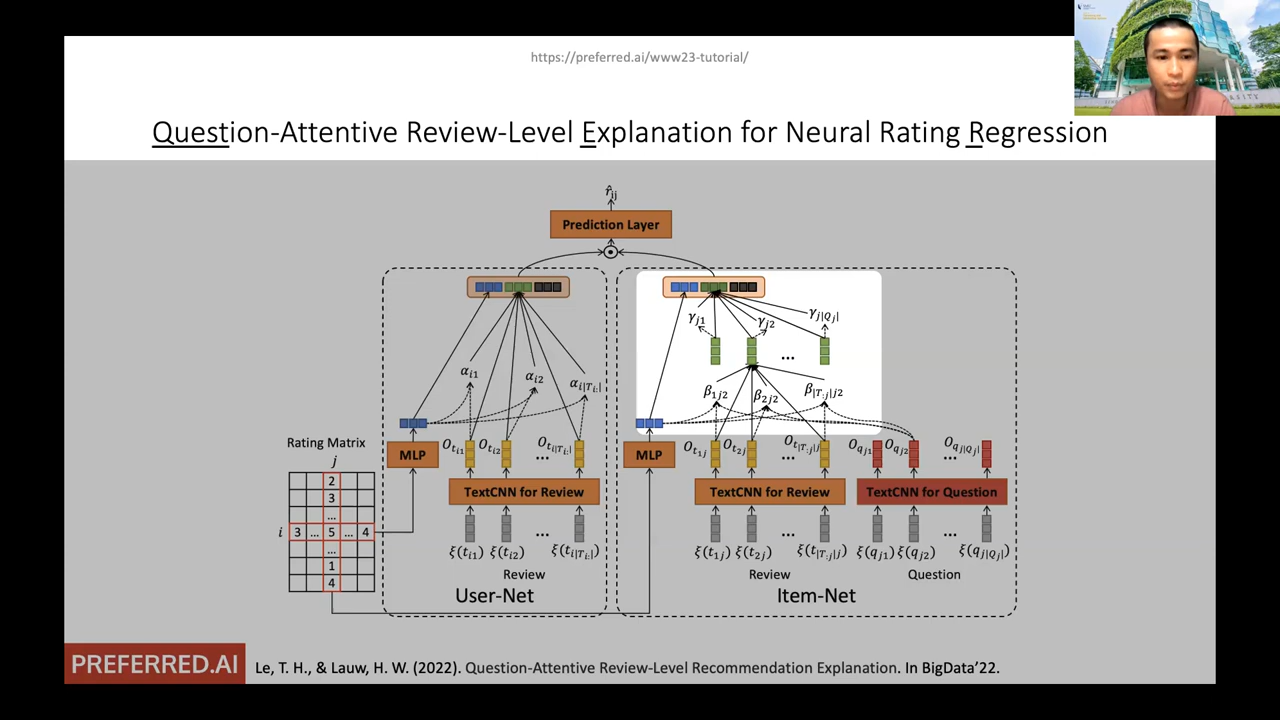 https://preferred.ai/www23-tutorial/
Question-Attentive Review-Level Explanation for Neural Rating Regression
r̂ij
Prediction Layer
γj1 γj2 γj|Qj|
...
αi1 αi2 αi|Ti:|
β1j2 β2j2 β|T:j|j2
Rating Matrix
j
MLP Oti1 Oti2 ... Oti|Ti:|
MLP Ot1j Ot2j ... Ot|T:j|j Oqj1 Oqj2 ... Oqj|Qj|
2
3
...
i 3 ... 5 ... 4
...
1
4
TextCNN for Review
TextCNN for Review
TextCNN for Question
ξ(ti1) ξ(ti2) ... ξ(ti|Ti:|)
ξ(t1j) ξ(t2j) ... ξ(t|T:j|j)
ξ(qj1) ξ(qj2) ... ξ(qj|Qj|)
Review
Review
Question
User-Net
Item-Net
PREFERRED.AI
Le, T. H., & Lauw, H. W. (2022). Question-Attentive Review-Level Recommendation Explanation. In BigData'22.